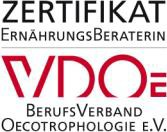 ZERTIFIKAT
ERNÄHRUNGSBERATERIN
VDOE
BERUFSVERBAND
OECOTROPHOLOGIE E.V.